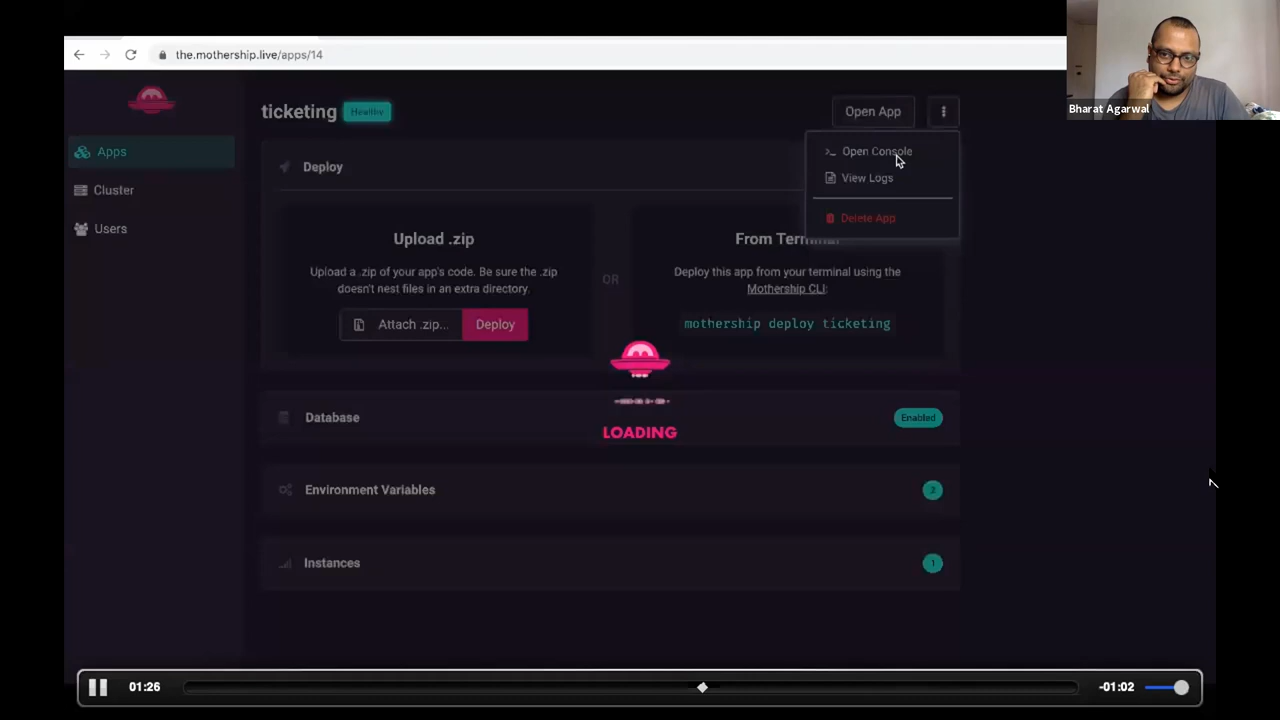 the.mothership.live/apps/14
Bharat Agarwal
ticketing
Healthy
Open App
Apps
Cluster
Users
Open Console
View Logs
Delete App
Deploy
Upload .zip
Upload a .zip of your app's code. Be sure the .zip
doesn't nest files in an extra directory.
Attach .zip...
Deploy
OR
From Terminal
Deploy this app from your terminal using the
Mothership CLI:
mothership deploy ticketing
LOADING
Database
Enabled
Environment Variables
Instances
1
01:26
-01:02